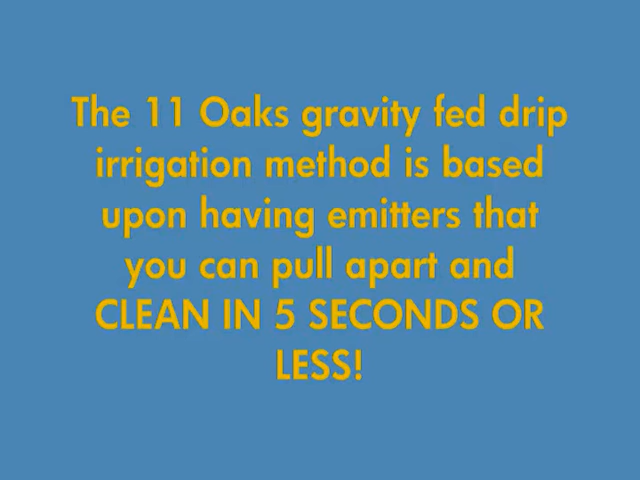 The 11 Oaks gravity fed drip
irrigation method is based
upon having emitters that
you can pull apart and
CLEAN IN 5 SECONDS OR
LESS!